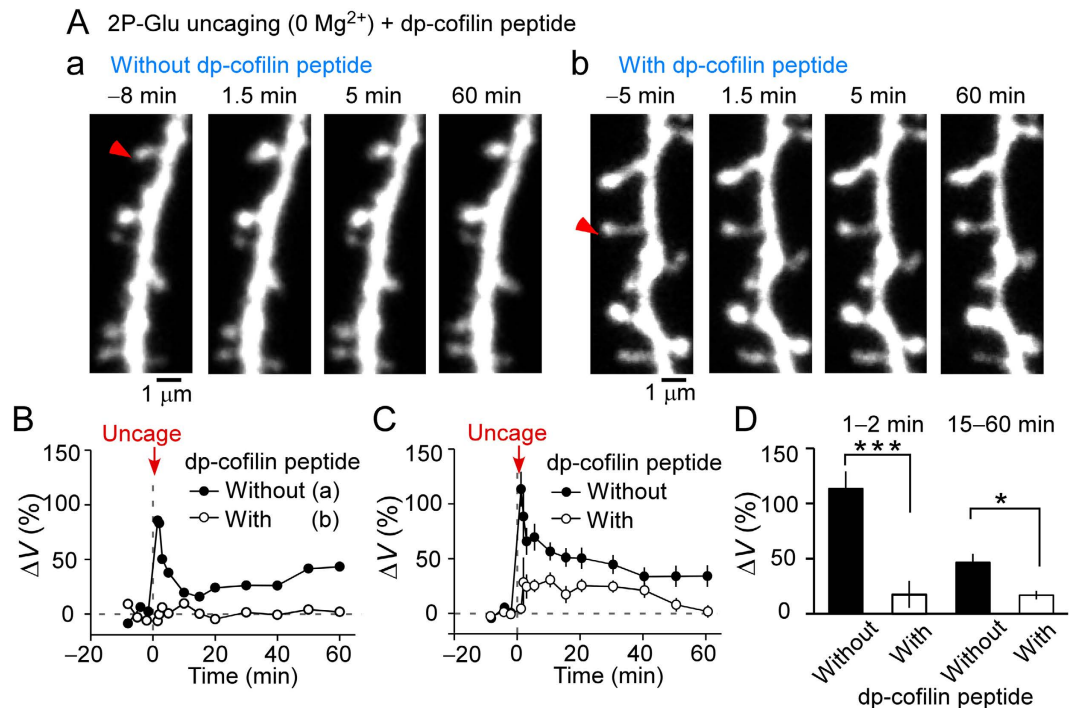 A 2P-Glu uncaging (0 Mg²⁺) + dp-cofilin peptide
a Without dp-cofilin peptide
–8 min 1.5 min 5 min 60 min
1 μm
b With dp-cofilin peptide
–5 min 1.5 min 5 min 60 min
1 μm
B
Uncage
dp-cofilin peptide
Without (a)
With (b)
ΔV (%)
150
100
50
0
–20 0 20 40 60
Time (min)
C
Uncage
dp-cofilin peptide
Without
With
ΔV (%)
150
100
50
0
–20 0 20 40 60
Time (min)
D
1–2 min 15–60 min
***
*
ΔV (%)
150
100
50
0
Without With Without With
dp-cofilin peptide